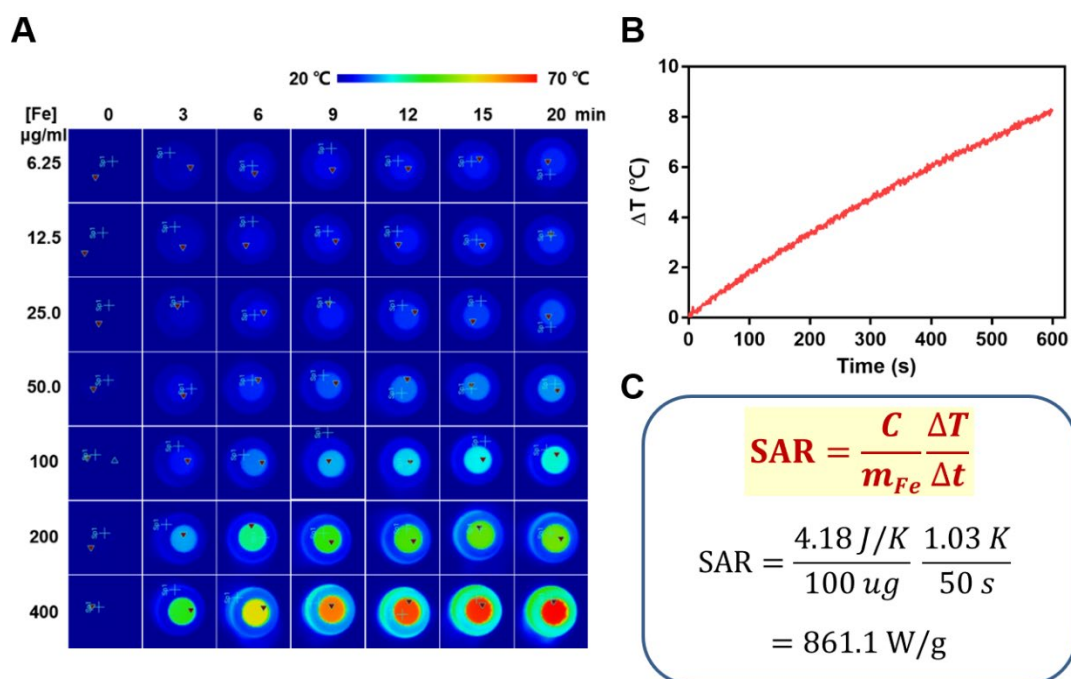 A
20 ℃ 70 ℃
[Fe] 0 3 6 9 12 15 20 min
μg/ml
6.25
12.5
25.0
50.0
100
200
400
Sp1
B
ΔT (℃)
10
8
6
4
2
0
0 100 200 300 400 500 600
Time (s)
C
SAR = C/m_Fe ΔT/Δt
SAR = 4.18 J/K / 100 ug 1.03 K / 50 s
= 861.1 W/g